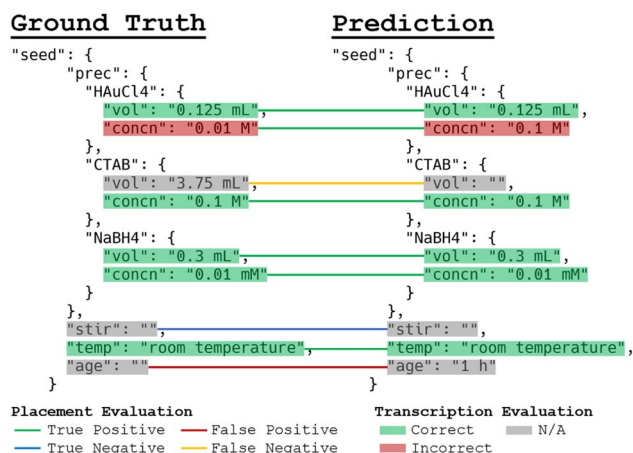 Ground Truth Prediction
"seed": { "seed": {
"prec": { "prec": {
"HAuCl4": { "HAuCl4": {
"vol": "0.125 mL", "vol": "0.125 mL",
"concn": "0.01 M" "concn": "0.1 M"
}, },
"CTAB": { "CTAB": {
"vol": "3.75 mL", "vol": "",
"concn": "0.1 M" "concn": "0.1 M"
}, },
"NaBH4": { "NaBH4": {
"vol": "0.3 mL", "vol": "0.3 mL",
"concn": "0.01 mM" "concn": "0.01 mM"
} }
}, },
"stir": "", "stir": "",
"temp": "room temperature", "temp": "room temperature",
"age": "" "age": "1 h"
} }
Placement Evaluation Transcription Evaluation
True Positive False Positive Correct N/A
True Negative False Negative Incorrect